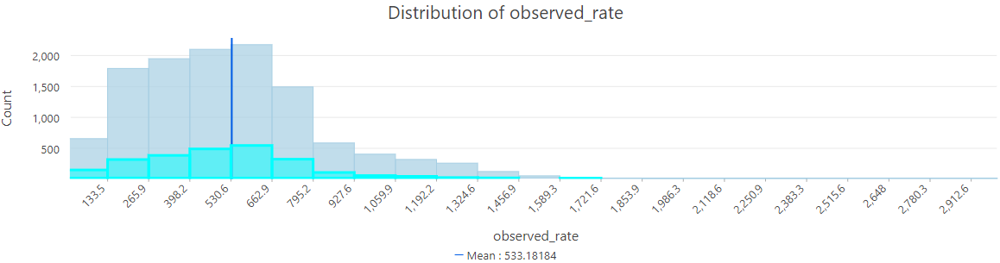 Distribution of observed_rate
Count
2,000
1,500
1,000
500
133.5 265.9 398.2 530.6 662.9 795.2 927.6 1,059.9 1,192.2 1,324.6 1,456.9 1,589.3 1,721.6 1,853.9 1,986.3 2,118.6 2,250.9 2,383.3 2,515.6 2,648 2,780.3 2,912.6
observed_rate
Mean : 533.18184